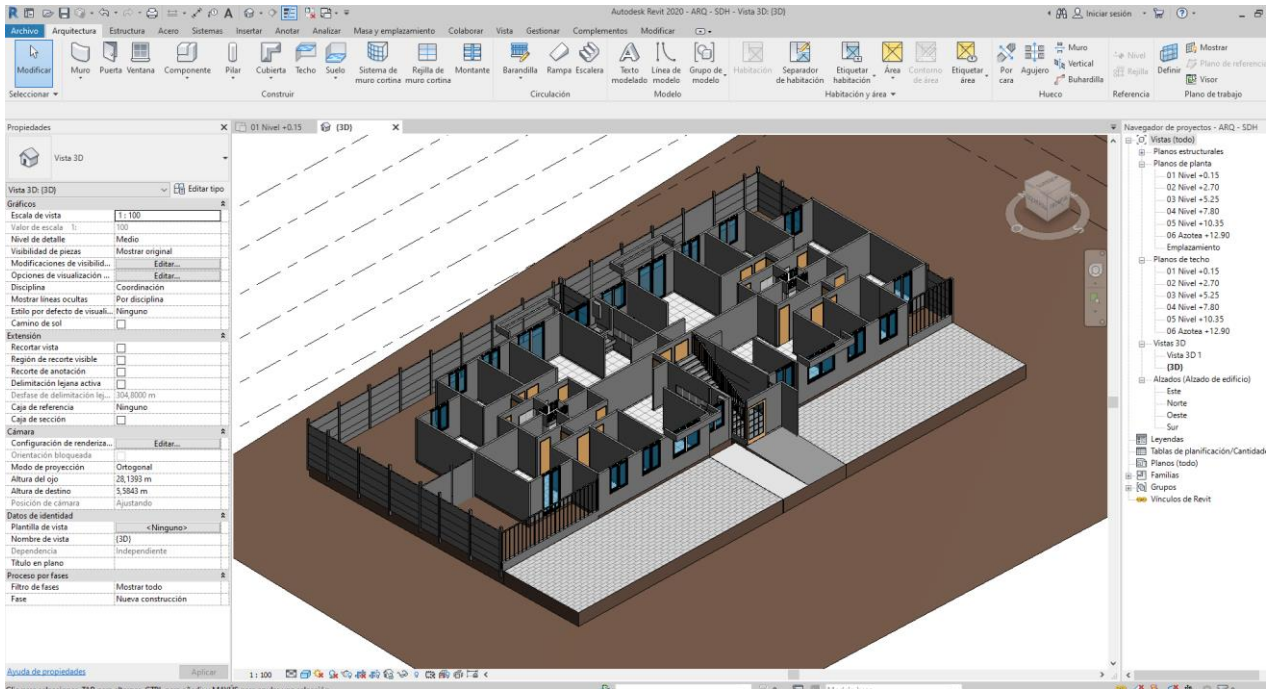 Autodesk Revit 2020 - ARQ - SDH - Vista 3D: {3D}
Iniciar sesión
Archivo Arquitectura Estructura Acero Sistemas Insertar Anotar Analizar Masa y emplazamiento Colaborar Vista Gestionar Complementos Modificar
Modificar Muro Puerta Ventana Componente Pilar Cubierta Techo Suelo Sistema de muro cortina Rejilla de muro cortina Montante Barandilla Rampa Escalera Texto modelado Línea de modelo Grupo de modelo Habitación Separador de habitación Etiquetar habitación Área Contorno de área Etiquetar área Por cara Agujero Muro Vertical Buhardilla Nivel Rejilla Definir Mostrar Plano de referencia Visor
Seleccionar Construir Circulación Modelo Habitación y área Hueco Referencia Plano de trabajo
Propiedades
01 Nivel +0.15 {3D}
Vista 3D
Vista 3D: {3D} Editar tipo
Gráficos
Escala de vista 1 : 100
Valor de escala 1: 100
Nivel de detalle Medio
Visibilidad de piezas Mostrar original
Modificaciones de visibilid... Editar...
Opciones de visualización ... Editar...
Disciplina Coordinación
Mostrar líneas ocultas Por disciplina
Estilo por defecto de visuali... Ninguno
Camino de sol
Extensión
Recortar vista
Región de recorte visible
Recorte de anotación
Delimitación lejana activa
Desfase de delimitación lej... 304,8000 m
Caja de referencia Ninguno
Caja de sección
Cámara
Configuración de renderiza... Editar...
Orientación bloqueada
Modo de proyección Ortogonal
Altura del ojo 28,1393 m
Altura de destino 5,5843 m
Posición de cámara Ajustando
Datos de identidad
Plantilla de vista <Ninguno>
Nombre de vista {3D}
Dependencia Independiente
Título en plano
Proceso por fases
Filtro de fases Mostrar todo
Fase Nueva construcción
Ayuda de propiedades Aplicar
1 : 100
Navegador de proyectos - ARQ - SDH
Vistas (todo)
Planos estructurales
Planos de planta
01 Nivel +0.15
02 Nivel +2.70
03 Nivel +5.25
04 Nivel +7.80
05 Nivel +10.35
06 Azotea +12.90
Emplazamiento
Planos de techo
01 Nivel +0.15
02 Nivel +2.70
03 Nivel +5.25
04 Nivel +7.80
05 Nivel +10.35
06 Azotea +12.90
Vistas 3D
Vista 3D 1
{3D}
Alzados (Alzado de edificio)
Este
Norte
Oeste
Sur
Leyendas
Tablas de planificación/Cantidade
Planos (todo)
Familias
Grupos
Vínculos de Revit